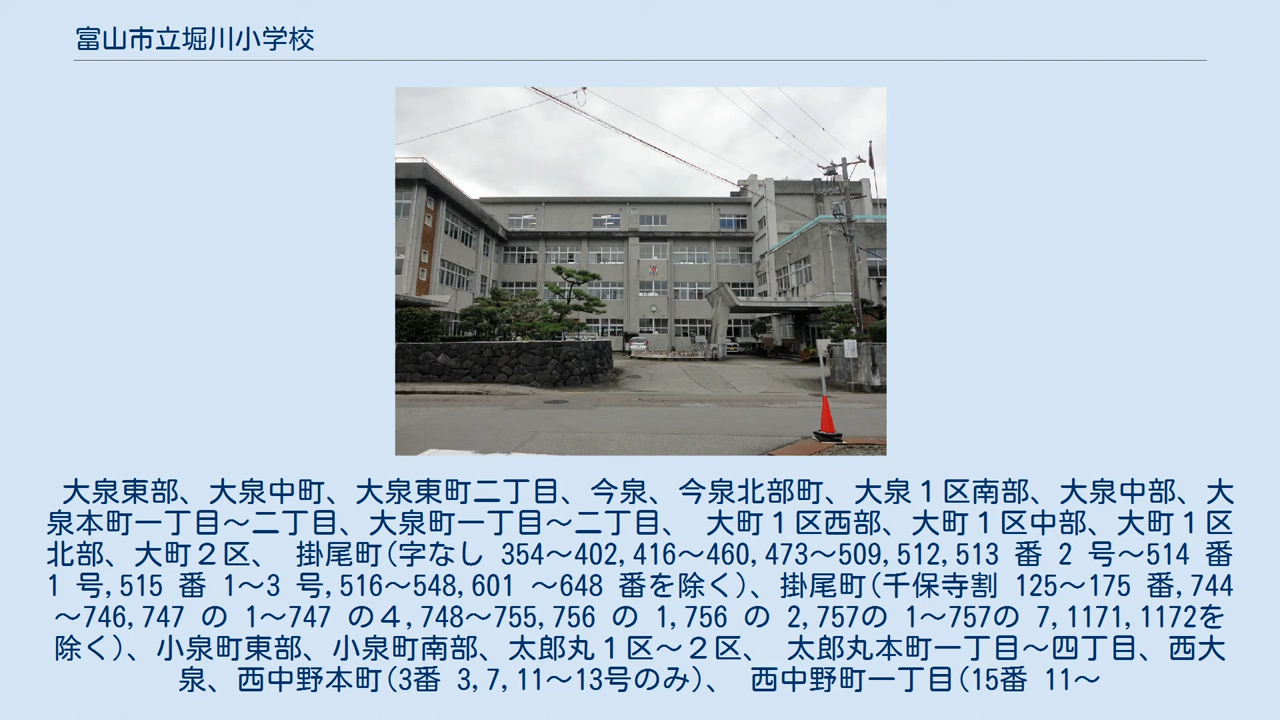 富山市立堀川小学校
大泉東部、大泉中町、大泉東町二丁目、今泉、今泉北部町、大泉１区南部、大泉中部、大
泉本町一丁目～二丁目、大泉町一丁目～二丁目、 大町１区西部、大町１区中部、大町１区
北部、大町２区、 掛尾町(字なし 354～402,416～460,473～509,512,513 番 2 号～514 番
1 号,515 番 1～3 号,516～548,601 ～648 番を除く)、掛尾町(千保寺割 125～175 番,744
～746,747 の 1～747 の４,748～755,756 の 1,756 の 2,757の 1～757の 7,1171,1172を
除く)、小泉町東部、小泉町南部、太郎丸１区～２区、 太郎丸本町一丁目～四丁目、西大
泉、西中野本町(3番 3,7,11～13号のみ)、 西中野町一丁目(15番 11～